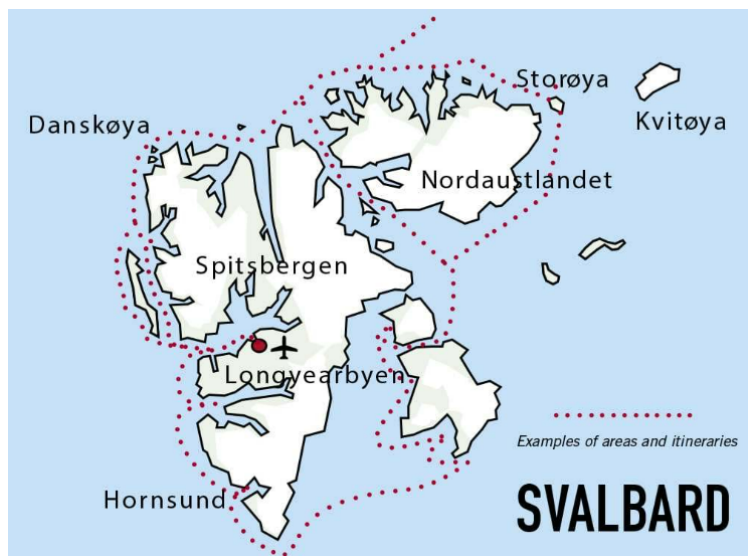 Storøya
Danskøya
Kvitøya
Nordaustlandet
Spitsbergen
Longyearbyen
Examples of areas and itineraries
Hornsund
SVALBARD